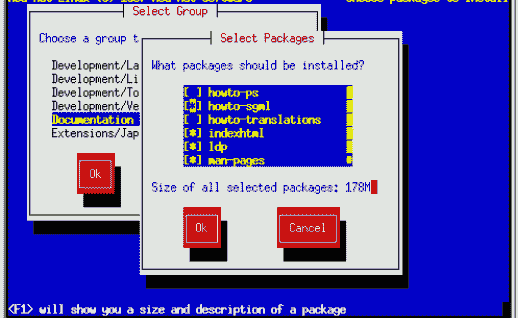 Select Group
Choose a group t
Development/La
Development/Li
Development/To
Development/Ve
Documentation
Extensions/Jap
Ok
Select Packages
What packages should be installed?
[ ] howto-ps
[*] howto-sgml
[ ] howto-translations
[*] indexhtml
[*] ldp
[*] man-pages
Size of all selected packages: 178M
Ok
Cancel
<F1> will show you a size and description of a package